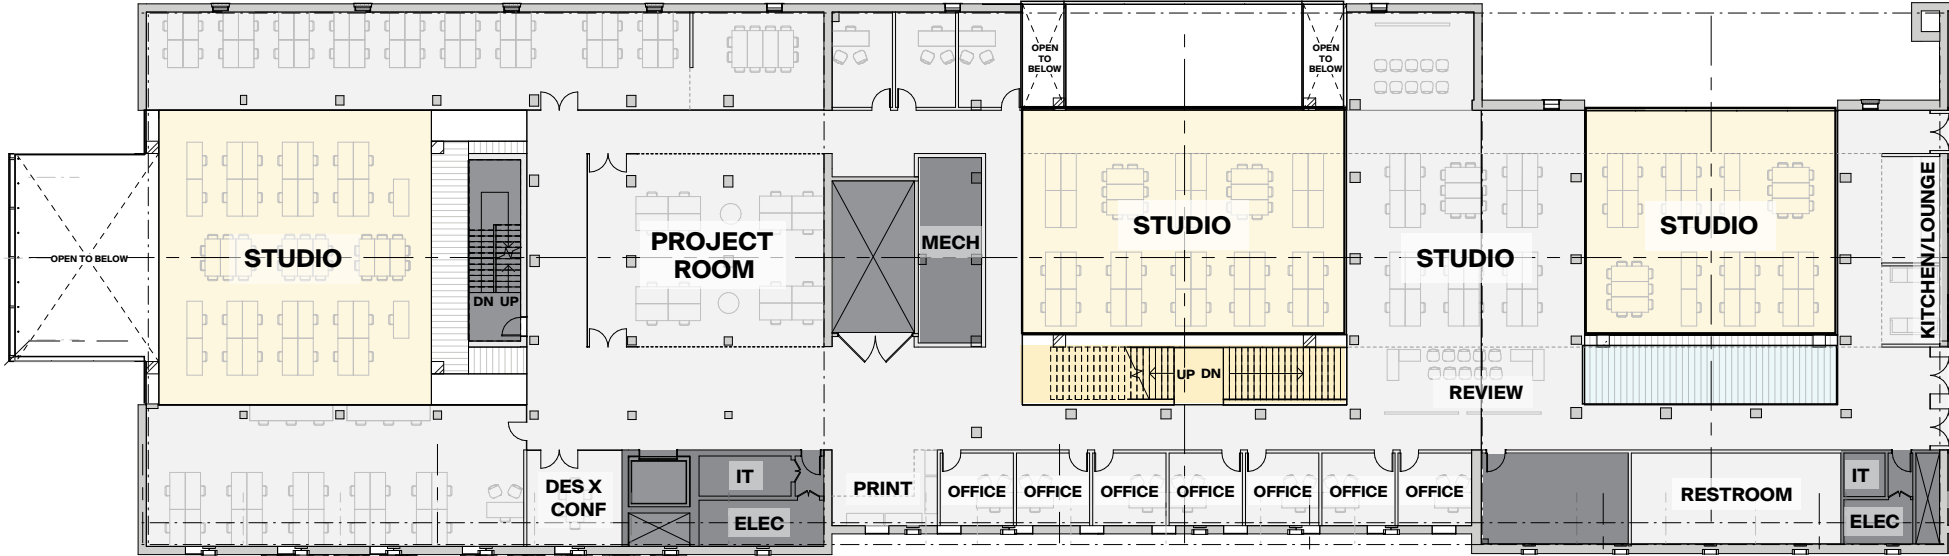 OPEN
TO
BELOW
OPEN
TO
BELOW
OPEN TO BELOW
STUDIO
DN UP
PROJECT
ROOM
MECH
STUDIO
STUDIO
STUDIO
KITCHEN/LOUNGE
UP DN
REVIEW
DES X
CONF
IT
ELEC
PRINT
OFFICE
OFFICE
OFFICE
OFFICE
OFFICE
OFFICE
OFFICE
RESTROOM
IT
ELEC